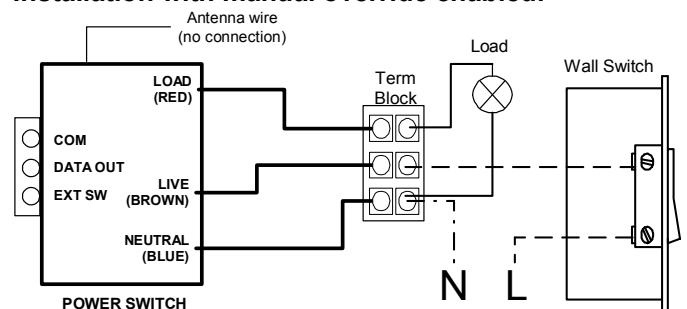 Installation with manual override enabled:
Antenna wire
(no connection)
LOAD
(RED)
COM
DATA OUT
EXT SW
LIVE
(BROWN)
NEUTRAL
(BLUE)
POWER SWITCH
Term
Block
Load
Wall Switch
N
L